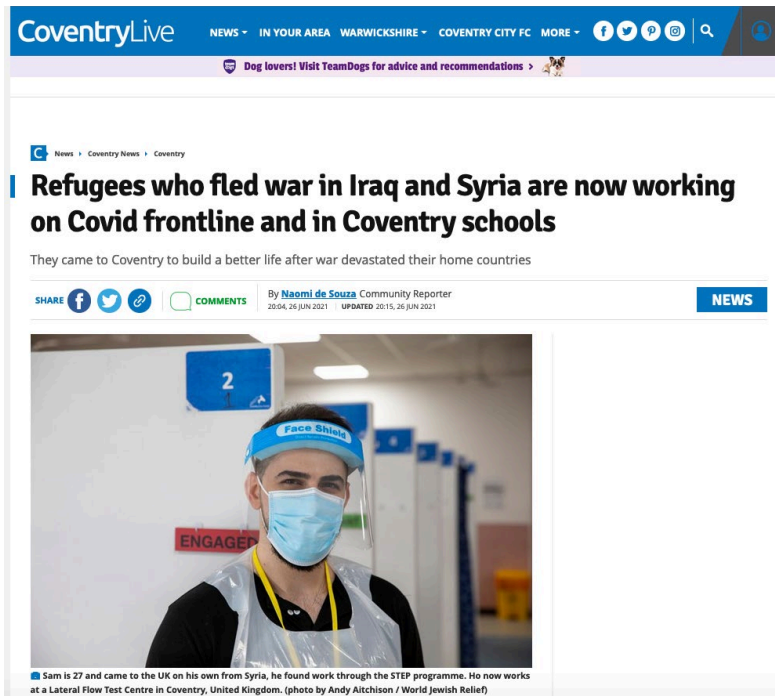 CoventryLive
NEWS IN YOUR AREA WARWICKSHIRE COVENTRY CITY FC MORE
Dog lovers! Visit TeamDogs for advice and recommendations >
C News Coventry News Coventry
Refugees who fled war in Iraq and Syria are now working
on Covid frontline and in Coventry schools
They came to Coventry to build a better life after war devastated their home countries
SHARE COMMENTS
By Naomi de Souza Community Reporter
20:04, 26 JUN 2021 UPDATED 20:15, 26 JUN 2021
NEWS
2
Face Shield
ENGAGED
Sam is 27 and came to the UK on his own from Syria, he found work through the STEP programme. Ho now works
at a Lateral Flow Test Centre in Coventry, United Kingdom. (photo by Andy Aitchison / World Jewish Relief)